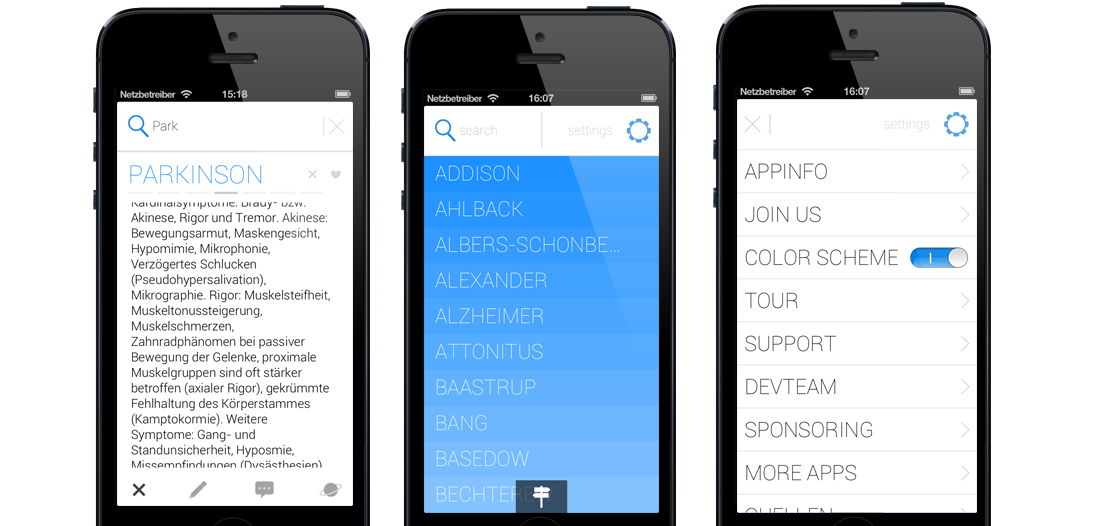 Netzbetreiber 15:18
Park
PARKINSON
Kardinalsymptome: Brady- bzw.
Akinese, Rigor und Tremor. Akinese:
Bewegungsarmut, Maskengesicht,
Hypomimie, Mikrophonie,
Verzögertes Schlucken
(Pseudohypersalivation),
Mikrographie. Rigor: Muskelsteifheit,
Muskeltonussteigerung,
Muskelschmerzen,
Zahnradphänomen bei passiver
Bewegung der Gelenke, proximale
Muskelgruppen sind oft stärker
betroffen (axialer Rigor), gekrümmte
Fehlhaltung des Körperstammes
(Kamptokormie). Weitere
Symptome: Gang- und
Standunsicherheit, Hyposmie,
Missempfindungen (Dysästhesien)
Netzbetreiber 16:07
search settings
ADDISON
AHLBACK
ALBERS-SCHONBE...
ALEXANDER
ALZHEIMER
ATTONITUS
BAASTRUP
BANG
BASEDOW
BECHTEREW
Netzbetreiber 16:07
settings
APPINFO
JOIN US
COLOR SCHEME
TOUR
SUPPORT
DEVTEAM
SPONSORING
MORE APPS
QUELLEN